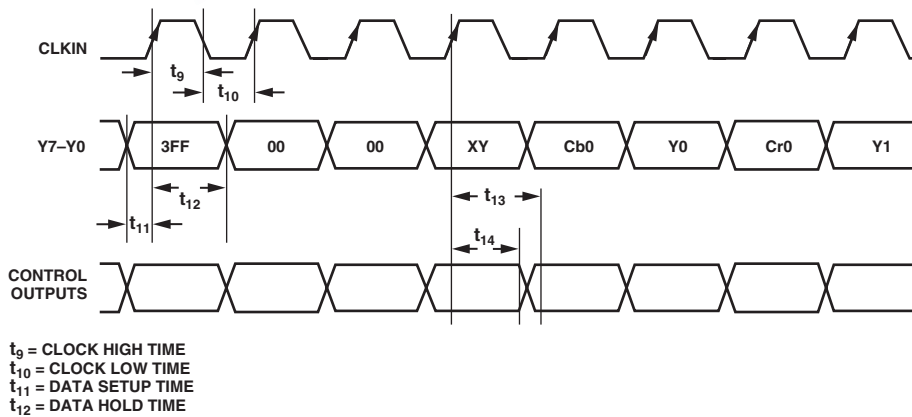 CLKIN
t9
t10
Y7–Y0
3FF
00
00
XY
Cb0
Y0
Cr0
Y1
t12
t13
t11
t14
CONTROL
OUTPUTS
t9 = CLOCK HIGH TIME
t10 = CLOCK LOW TIME
t11 = DATA SETUP TIME
t12 = DATA HOLD TIME